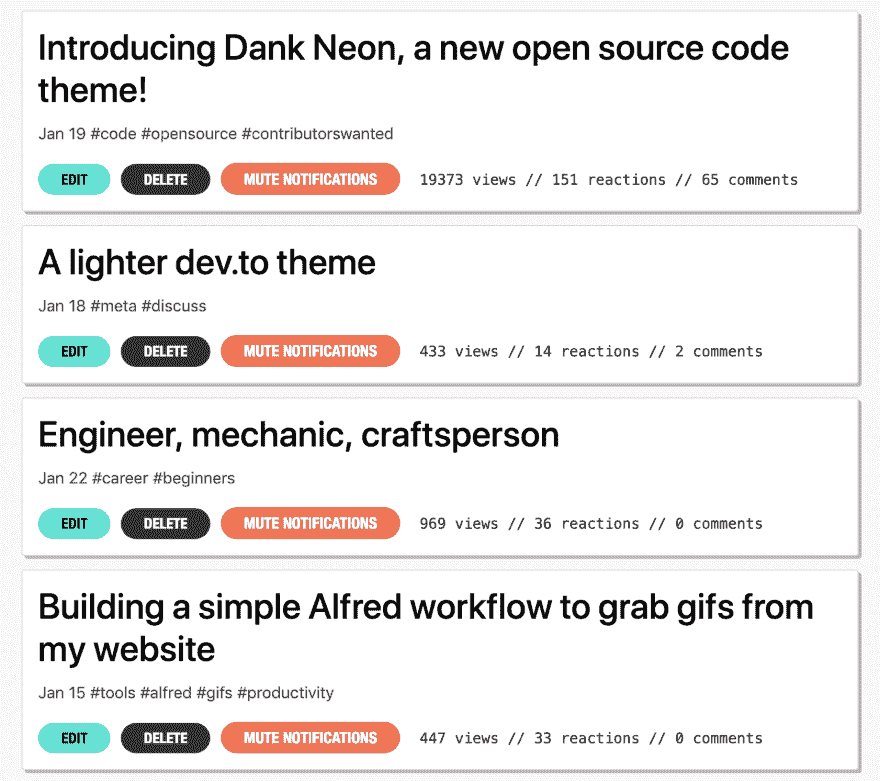 Introducing Dank Neon, a new open source code
theme!
Jan 19 #code #opensource #contributorswanted
EDIT DELETE MUTE NOTIFICATIONS 19373 views // 151 reactions // 65 comments
A lighter dev.to theme
Jan 18 #meta #discuss
EDIT DELETE MUTE NOTIFICATIONS 433 views // 14 reactions // 2 comments
Engineer, mechanic, craftsperson
Jan 22 #career #beginners
EDIT DELETE MUTE NOTIFICATIONS 969 views // 36 reactions // 0 comments
Building a simple Alfred workflow to grab gifs from
my website
Jan 15 #tools #alfred #gifs #productivity
EDIT DELETE MUTE NOTIFICATIONS 447 views // 33 reactions // 0 comments